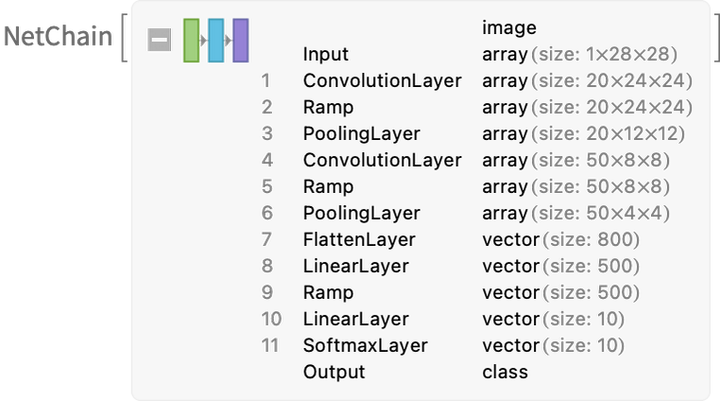 NetChain [ image ]
Input array (size: 1×28×28)
1 ConvolutionLayer array (size: 20×24×24)
2 Ramp array (size: 20×24×24)
3 PoolingLayer array (size: 20×12×12)
4 ConvolutionLayer array (size: 50×8×8)
5 Ramp array (size: 50×8×8)
6 PoolingLayer array (size: 50×4×4)
7 FlattenLayer vector (size: 800)
8 LinearLayer vector (size: 500)
9 Ramp vector (size: 500)
10 LinearLayer vector (size: 10)
11 SoftmaxLayer vector (size: 10)
Output class